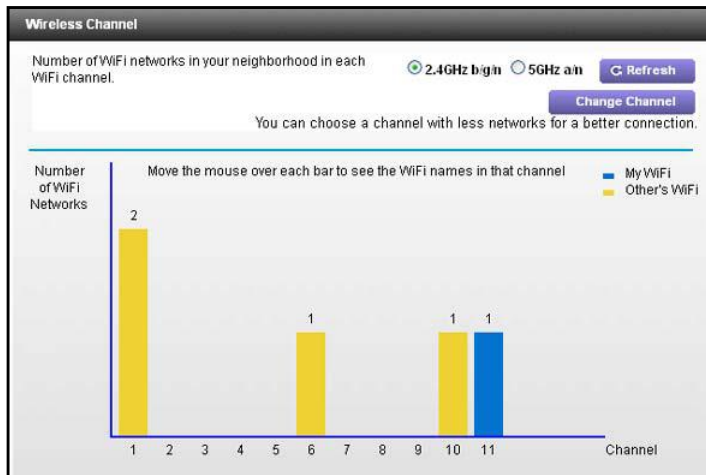 Wireless Channel
Number of WiFi networks in your neighborhood in each
WiFi channel.
2.4GHz b/g/n 5GHz a/n Refresh
Change Channel
You can choose a channel with less networks for a better connection.
Number
of WiFi
Networks
Move the mouse over each bar to see the WiFi names in that channel
My WiFi
Other's WiFi
2
1 1 1
1 2 3 4 5 6 7 8 9 10 11 Channel